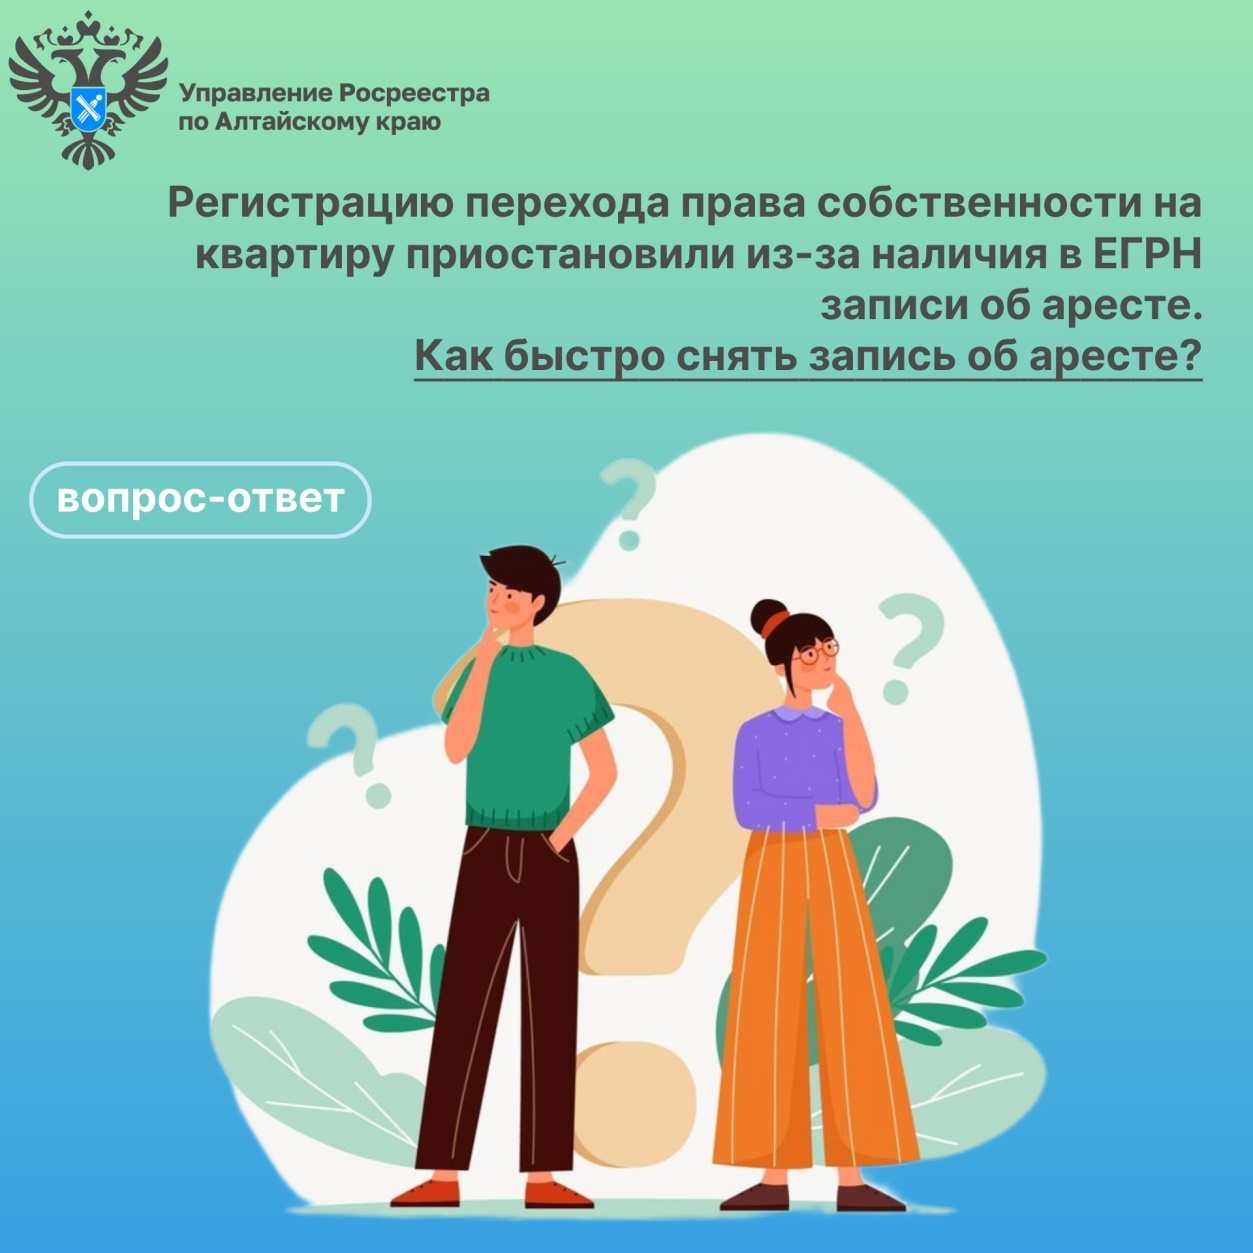 Управление Росреестра
по Алтайскому краю
Регистрацию перехода права собственности на
квартиру приостановили из-за наличия в ЕГРН
записи об аресте.
Как быстро снять запись об аресте?
вопрос-ответ